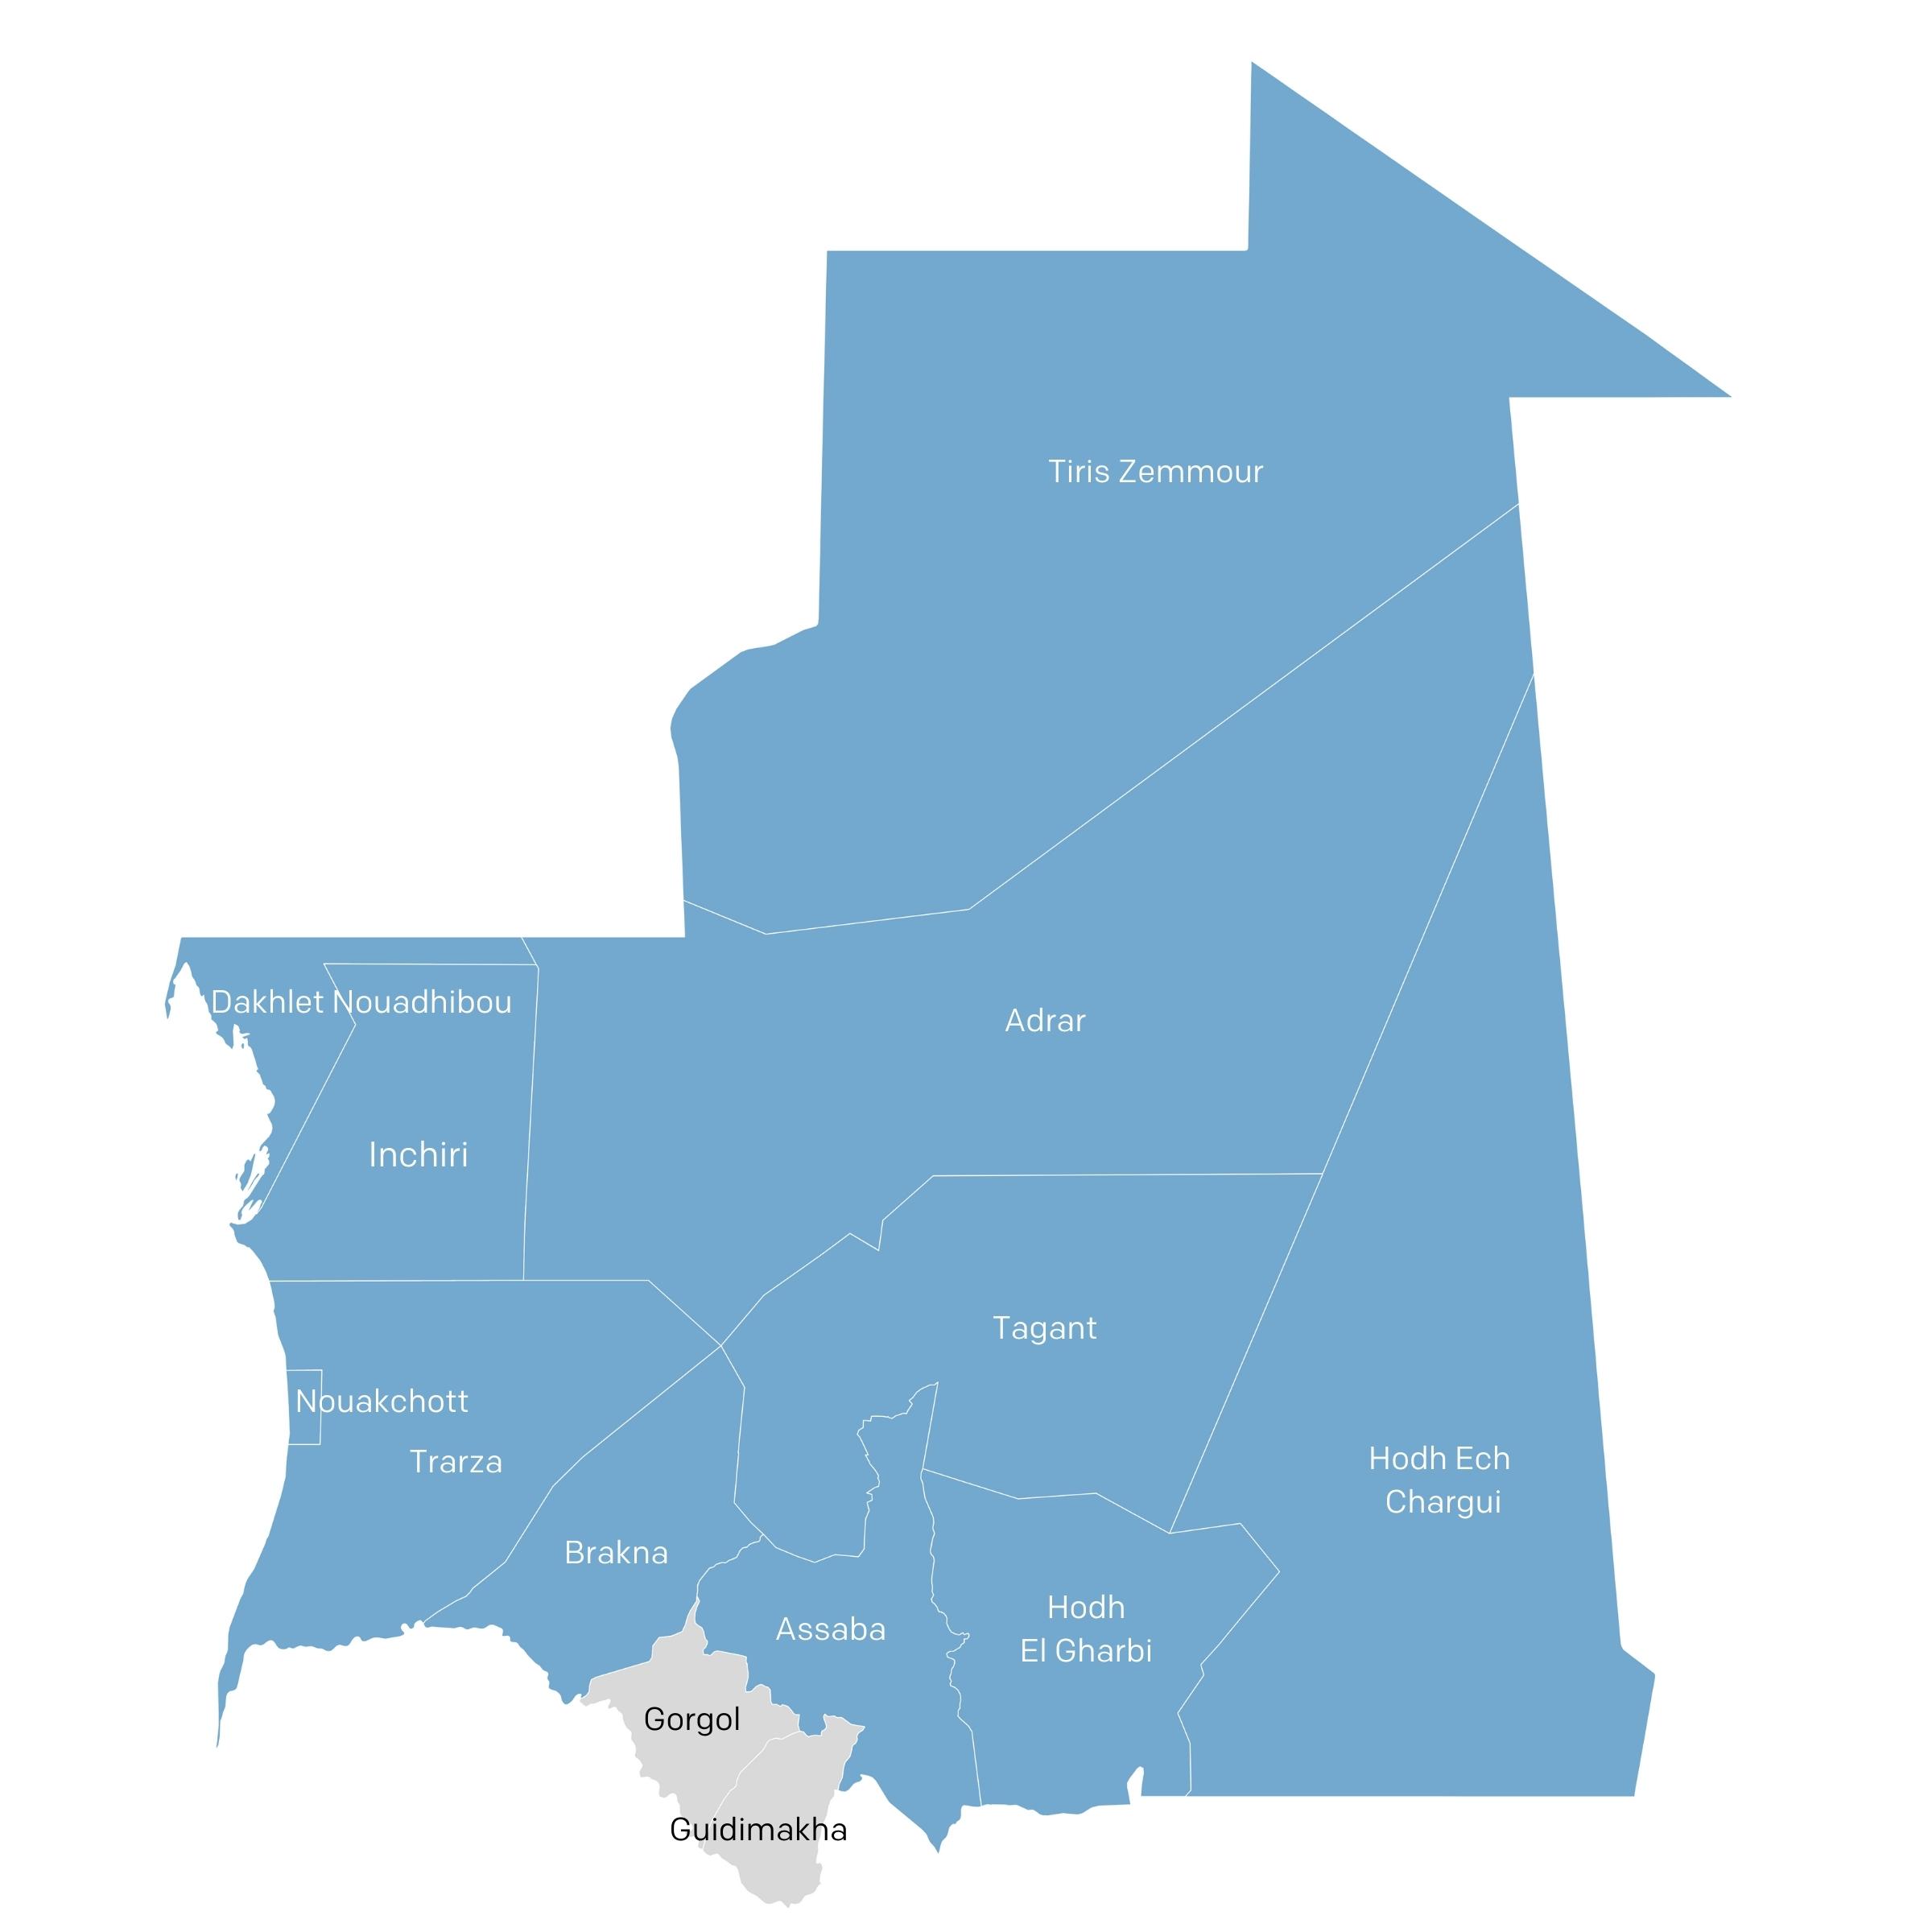 Tiris Zemmour
Dakhlet Nouadhibou
Adrar
Inchiri
Tagant
Nouakchott
Trarza
Hodh Ech
Chargui
Brakna
Hodh
El Gharbi
Assaba
Gorgol
Guidimakha